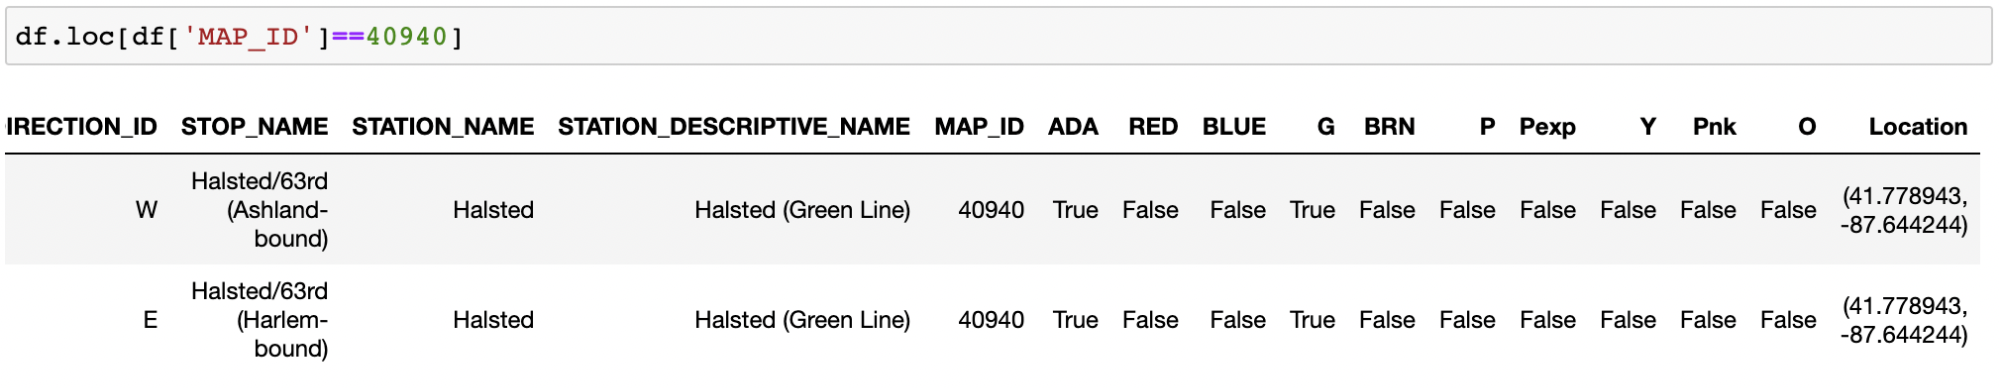 df.loc[df['MAP_ID']==40940]
IRECTION_ID STOP_NAME STATION_NAME STATION_DESCRIPTIVE_NAME MAP_ID ADA RED BLUE G BRN P Pexp Y Pnk O Location
W Halsted/63rd (Ashland-bound) Halsted Halsted (Green Line) 40940 True False False True False False False False False False (41.778943, -87.644244)
E Halsted/63rd (Harlem-bound) Halsted Halsted (Green Line) 40940 True False False True False False False False False False (41.778943, -87.644244)